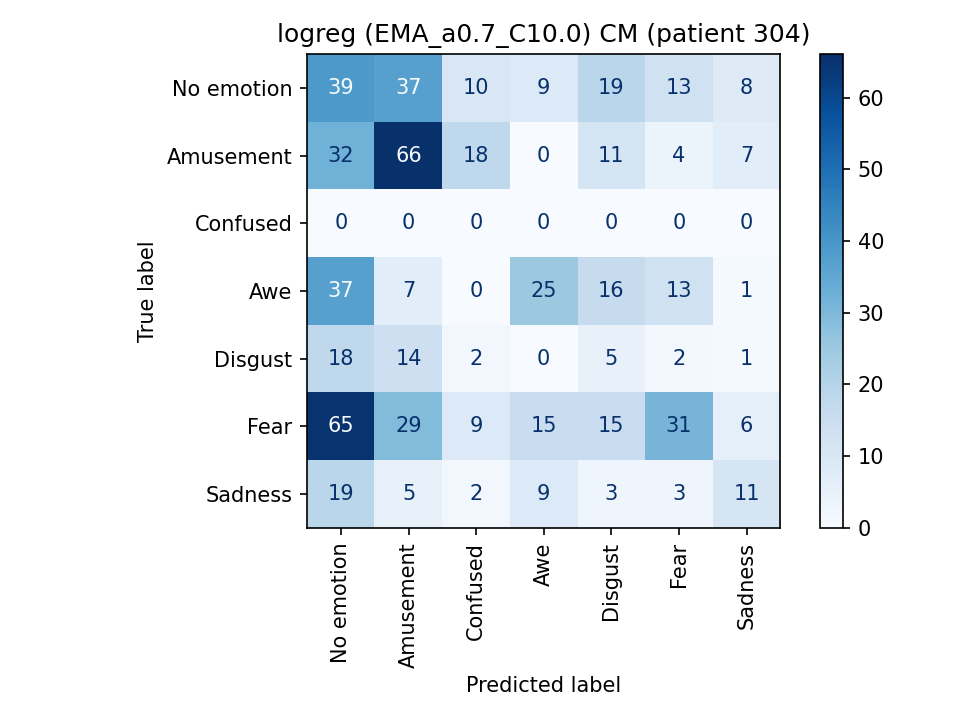 logreg (EMA_a0.7_C10.0) CM (patient 304)
True label
No emotion 39 37 10 9 19 13 8
Amusement 32 66 18 0 11 4 7
Confused 0 0 0 0 0 0 0
Awe 37 7 0 25 16 13 1
Disgust 18 14 2 0 5 2 1
Fear 65 29 9 15 15 31 6
Sadness 19 5 2 9 3 3 11
No emotion Amusement Confused Awe Disgust Fear Sadness
Predicted label
60
50
40
30
20
10
0